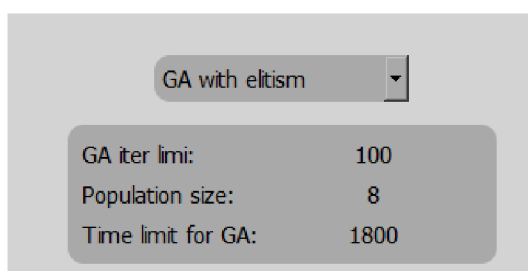 GA with elitism
GA iter limi: 100
Population size: 8
Time limit for GA: 1800